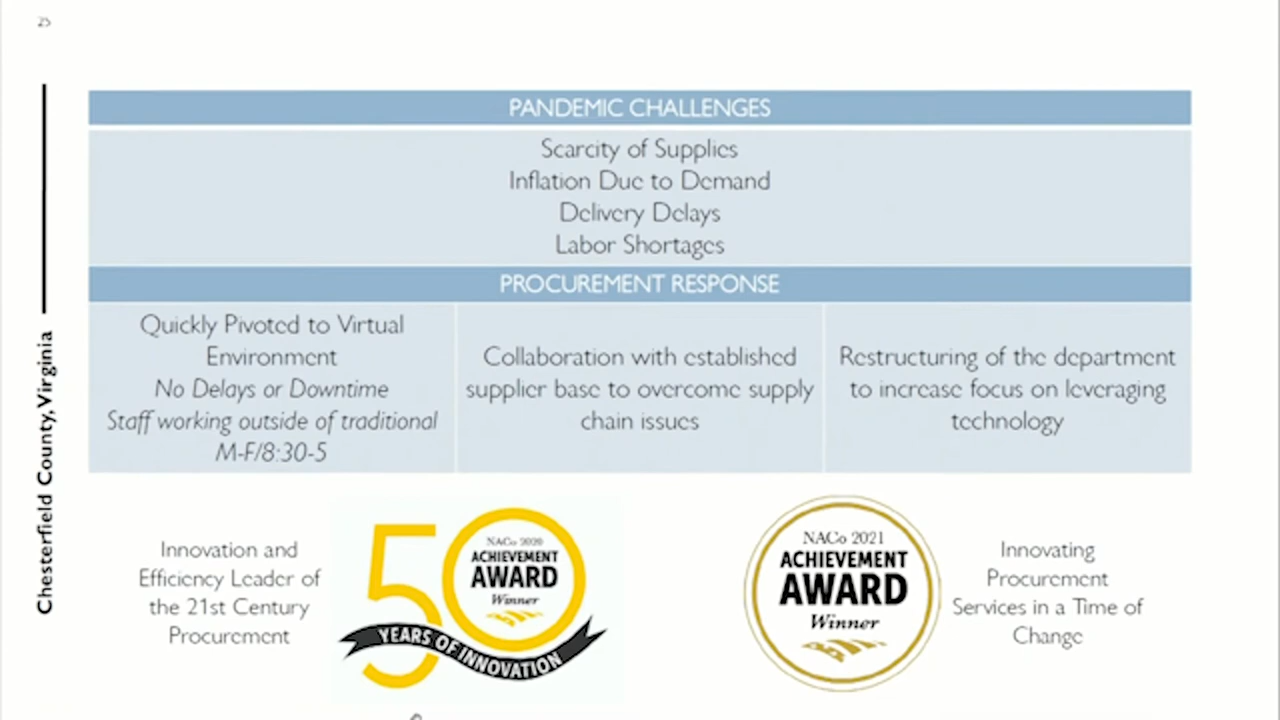 25
Chesterfield County, Virginia
PANDEMIC CHALLENGES
Scarcity of Supplies
Inflation Due to Demand
Delivery Delays
Labor Shortages
PROCUREMENT RESPONSE
Quickly Pivoted to Virtual
Environment
No Delays or Downtime
Staff working outside of traditional
M-F/8:30-5
Collaboration with established
supplier base to overcome supply
chain issues
Restructuring of the department
to increase focus on leveraging
technology
Innovation and
Efficiency Leader of
the 21st Century
Procurement
50
NACo 2020
ACHIEVEMENT
AWARD
Winner
YEARS OF INNOVATION
NACo 2021
ACHIEVEMENT
AWARD
Winner
Innovating
Procurement
Services in a Time of
Change